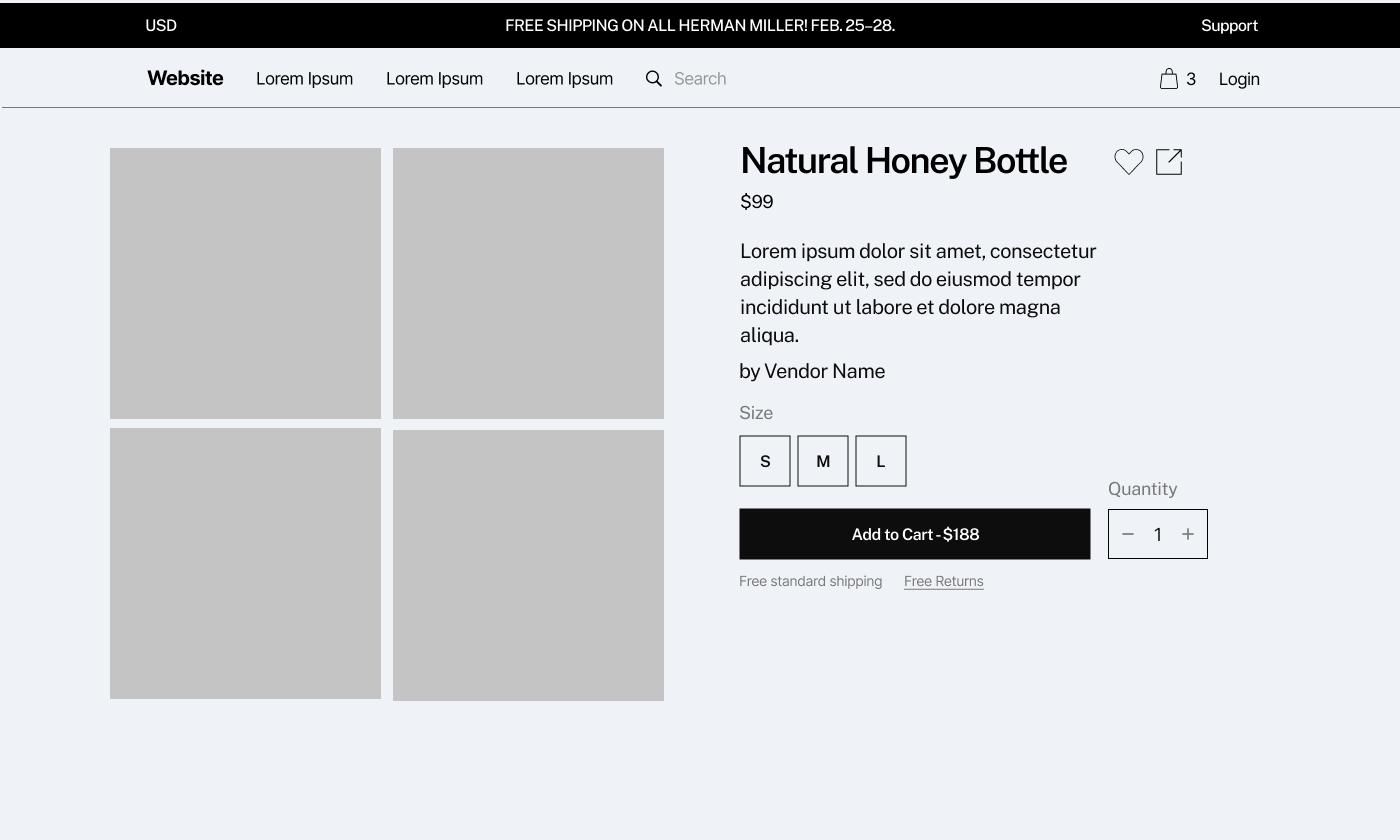 USD
FREE SHIPPING ON ALL HERMAN MILLER! FEB. 25–28.
Support
Website
Lorem Ipsum
Lorem Ipsum
Lorem Ipsum
Search
3
Login
Natural Honey Bottle
$99
Lorem ipsum dolor sit amet, consectetur
adipiscing elit, sed do eiusmod tempor
incididunt ut labore et dolore magna
aliqua.
by Vendor Name
Size
S
M
L
Quantity
Add to Cart - $188
− 1 +
Free standard shipping
Free Returns